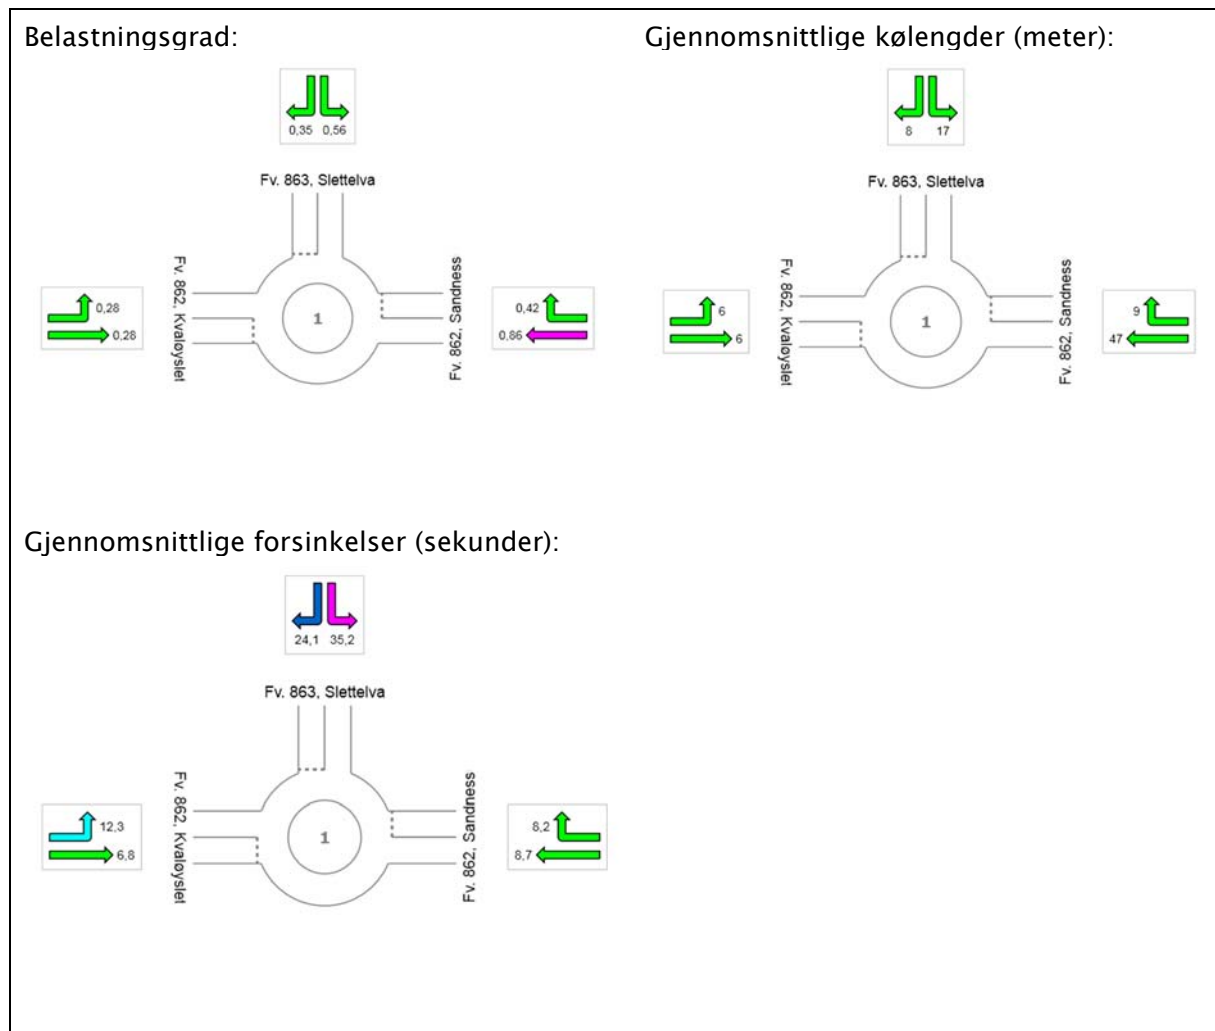 Belastningsgrad:
0,35 0,56
Fv. 863, Slettelva
Fv. 862, Kvaløyslet
0,28
0,28
1
Fv. 862, Sandness
0,42
0,86
Gjennomsnittlige kølengder (meter):
8 17
Fv. 863, Slettelva
Fv. 862, Kvaløyslet
6
6
1
Fv. 862, Sandness
9
47
Gjennomsnittlige forsinkelser (sekunder):
24,1 35,2
Fv. 863, Slettelva
Fv. 862, Kvaløyslet
12,3
6,8
1
Fv. 862, Sandness
8,2
8,7